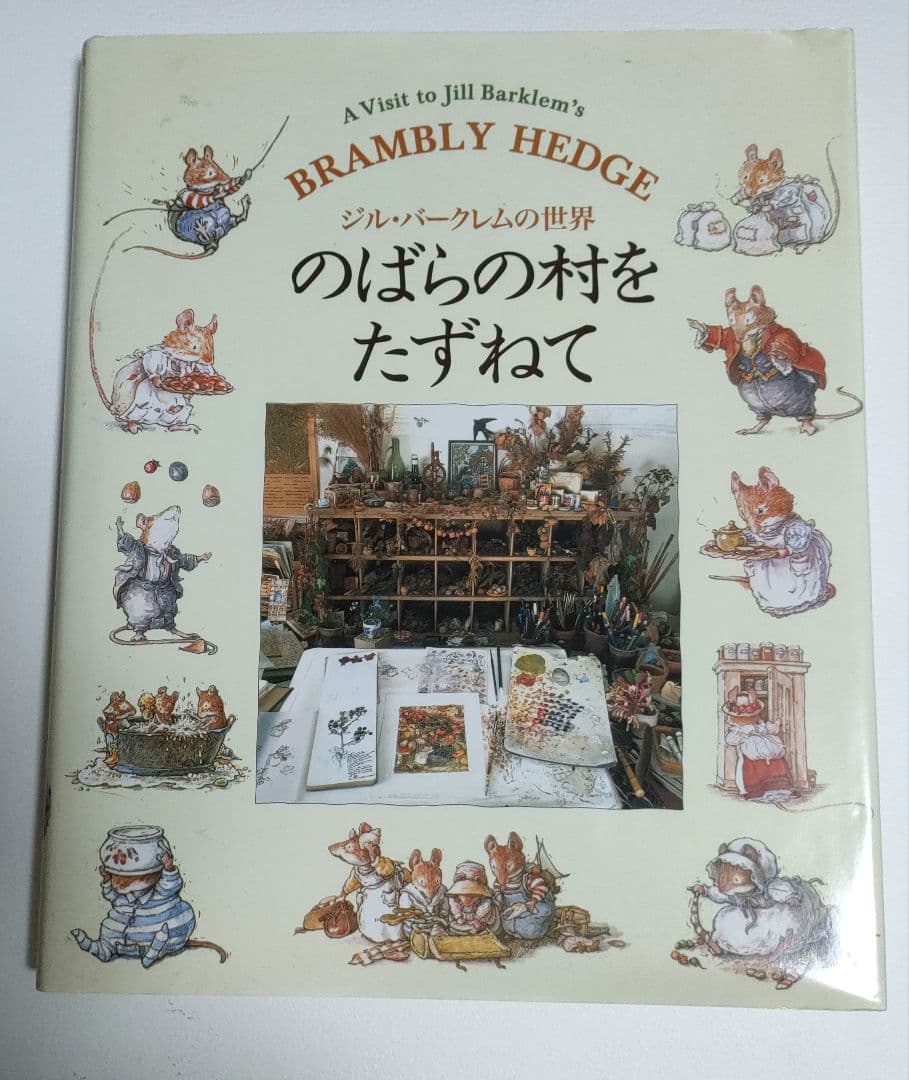 A Visit to Jill Barklem's
BRAMBLY HEDGE
ジル・バークレムの世界
のばらの村を
たずねて